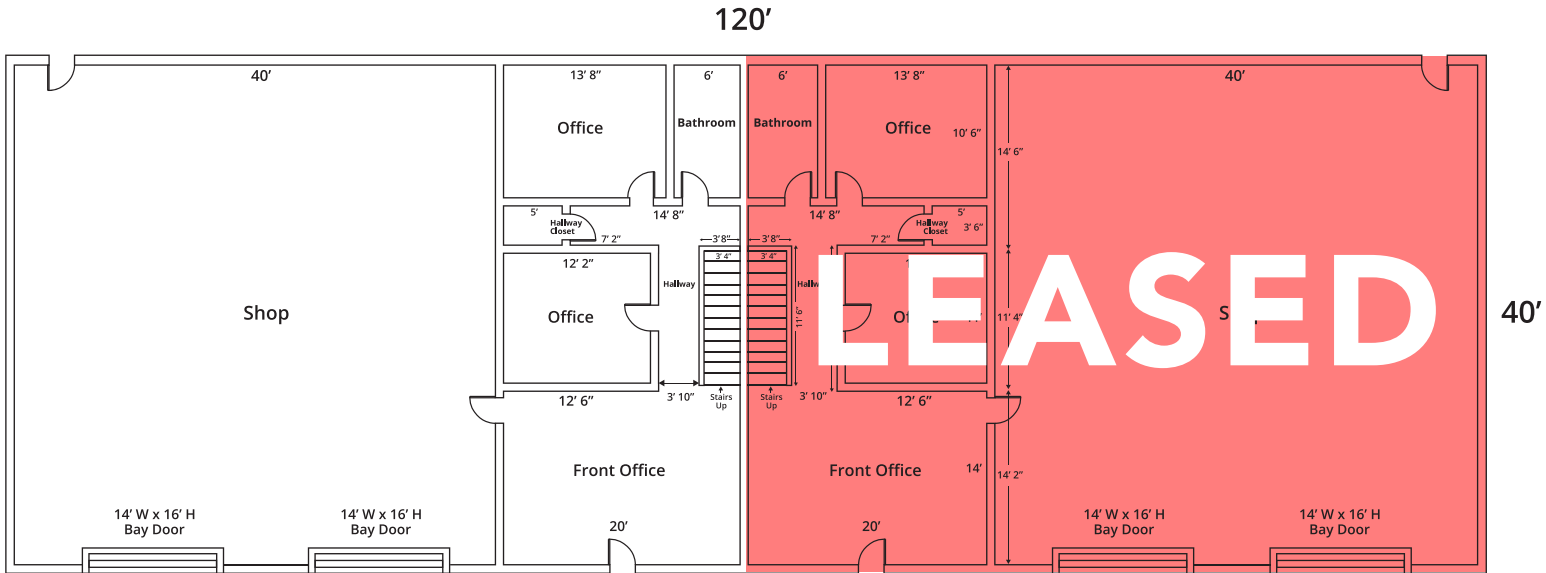 120’
40’ 13’ 8” 6’ 6’ 13’ 8” 40’
Office Bathroom Bathroom Office 10’ 6”
14’ 6”
5’ 14’ 8” 14’ 8” 5’
Hallway Closet Hallway Closet 3’ 6”
7’ 2” 3’8” 3’8” 7’ 2”
12’ 2” 3’ 4” 3’ 4”
Hallway
LEASED
Shop Office 11’ 6” 11’ 4” 40’
12’ 6” 3’ 10” Stairs Up Stairs Up 3’ 10” 12’ 6”
Front Office Front Office 14’ 14’ 2”
14’ W x 16’ H 14’ W x 16’ H 14’ W x 16’ H 14’ W x 16’ H
Bay Door Bay Door Bay Door Bay Door
20’ 20’